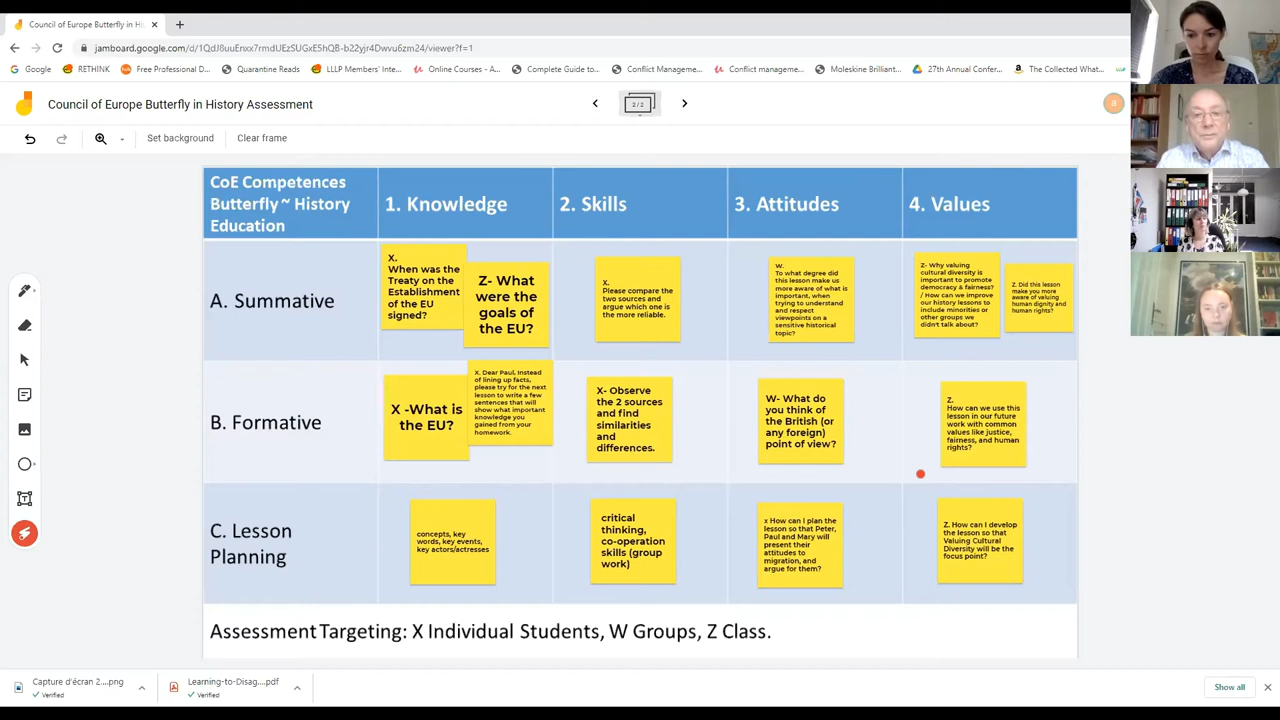 Council of Europe Butterfly in His
jamboard.google.com/d/1QdJ8uuEnxx7rmdUEzSUGxE5hQB-b22yjr4Dwvu6zm24/viewer?f=1
Google
RETHINK
Free Professional D...
Quarantine Reads
LLLP Members' Inte...
Online Courses - A...
Complete Guide to...
Conflict Manageme...
Conflict manageme...
Moleskine Brilliant...
27th Annual Confer...
The Collected What...
Council of Europe Butterfly in History Assessment
2 / 2
a
Set background
Clear frame
CoE Competences
Butterfly ~ History
Education
1. Knowledge
2. Skills
3. Attitudes
4. Values
A. Summative
X.
When was the
Treaty on the
Establishment
of the EU
signed?
Z- What
were the
goals of
the EU?
X.
Please compare the
two sources and
argue which one is
the more reliable.
W.
To what degree did
this lesson make us
more aware of what is
important, when
trying to understand
and respect
viewpoints on a
sensitive historical
topic?
Z- Why valuing
cultural diversity is
important to promote
democracy & fairness?
/ How can we improve
our history lessons to
include minorities or
other groups we
didn't talk about?
Z. Did this lesson
make you more
aware of valuing
human dignity and
human rights?
B. Formative
X -What is
the EU?
X. Dear Paul, Instead
of lining up facts,
please try for the next
lesson to write a few
sentences that will
show what important
knowledge you
gained from your
homework.
X- Observe
the 2 sources
and find
similarities
and
differences.
W- What do
you think of
the British (or
any foreign)
point of view?
Z.
How can we use this
lesson in our future
work with common
values like justice,
fairness, and human
rights?
C. Lesson
Planning
concepts, key
words, key events,
key actors/actresses
critical
thinking,
co-operation
skills (group
work)
x How can I plan the
lesson so that Peter,
Paul and Mary will
present their
attitudes to
migration, and
argue for them?
Z. How can I develop
the lesson so that
Valuing Cultural
Diversity will be the
focus point?
Assessment Targeting: X Individual Students, W Groups, Z Class.
Capture d'écran 2....png
Verified
Learning-to-Disag....pdf
Verified
Show all